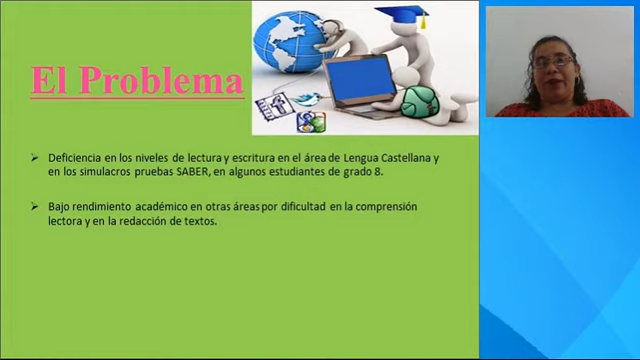 El Problema
Deficiencia en los niveles de lectura y escritura en el área de Lengua Castellana y
en los simulacros pruebas SABER, en algunos estudiantes de grado 8.
Bajo rendimiento académico en otras áreas por dificultad en la comprensión
lectora y en la redacción de textos.